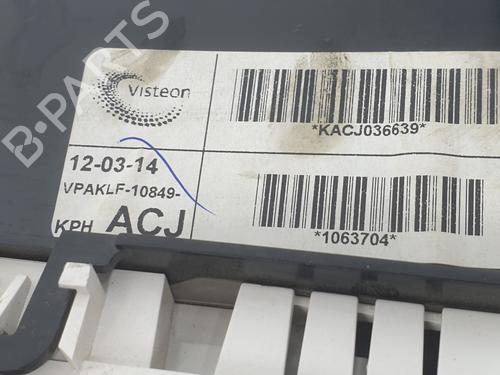 Visteon
*KACJ036639*
12-03-14
VPAKLF-10849-
KPH ACJ
*1063704*
B-PARTS